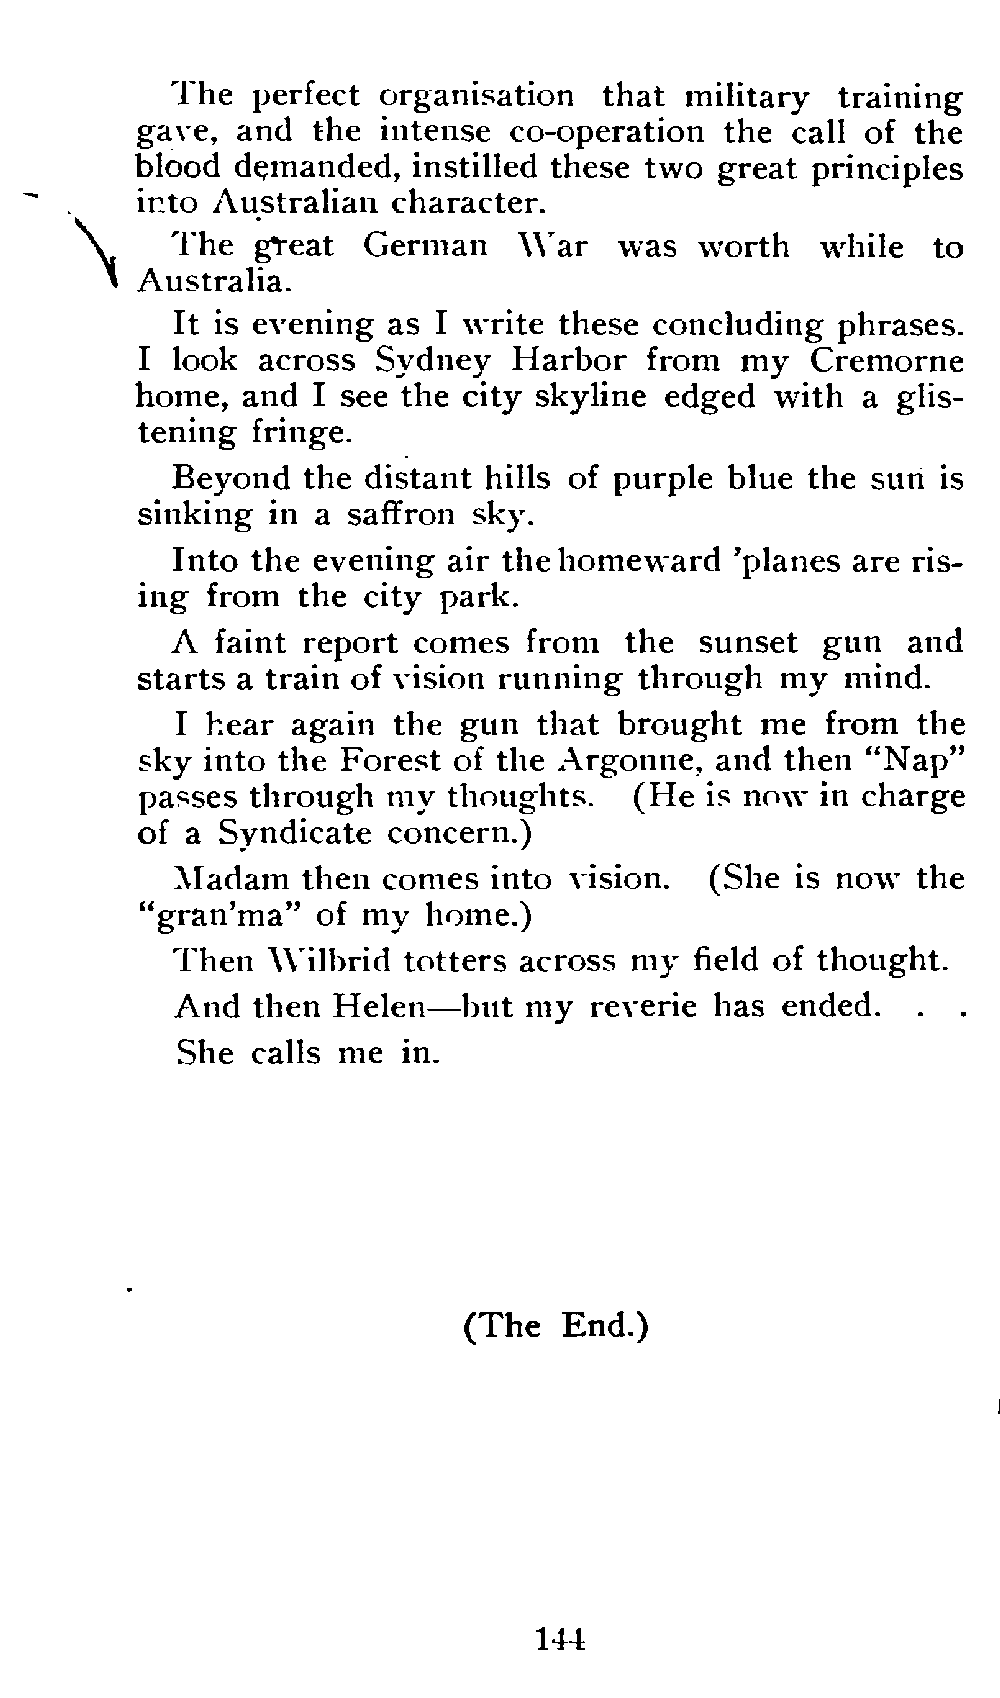 The perfect organisation that military training
gave, and the intense co-operation the call of the
blood demanded, instilled these two great principles
into Australian character.
The great German War was worth while to
Australia.
It is evening as I write these concluding phrases.
I look across Sydney Harbor from my Cremorne
home, and I see the city skyline edged with a glis-
tening fringe.
Beyond the distant hills of purple blue the sun is
sinking in a saffron sky.
Into the evening air the homeward 'planes are ris-
ing from the city park.
A faint report comes from the sunset gun and
starts a train of vision running through my mind.
I hear again the gun that brought me from the
sky into the Forest of the Argonne, and then "Nap"
passes through my thoughts. (He is now in charge
of a Syndicate concern.)
Madam then comes into vision. (She is now the
"gran'ma" of my home.)
Then Wilbrid totters across my field of thought.
And then Helen—but my reverie has ended. . .
She calls me in.
(The End.)
144